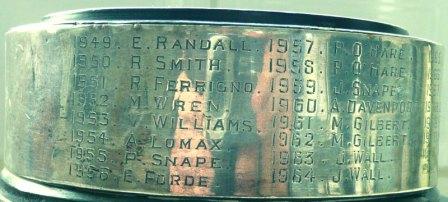 1949. E. RANDALL. 1957. P. O'HARE.
1950. R. SMITH. 1958. P. O'HARE.
1951. R. FERRIGNO. 1959. J. SNAPE.
1952. M. WREN. 1960. A. DAVENPORT
1953. V. WILLIAMS. 1961. M. GILBERT
1954. A. LOMAX. 1962. M. GILBERT.
1955. P. SNAPE. 1963. J. WALL.
1956. E. FORDE. 1964. J. WALL.